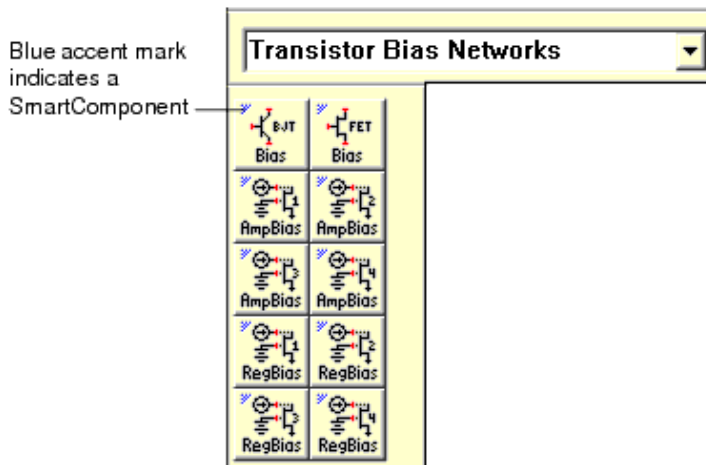 Transistor Bias Networks
Blue accent mark
indicates a
SmartComponent
BJT
Bias
FET
Bias
1
AmpBias
2
AmpBias
3
AmpBias
4
AmpBias
1
RegBias
2
RegBias
3
RegBias
4
RegBias